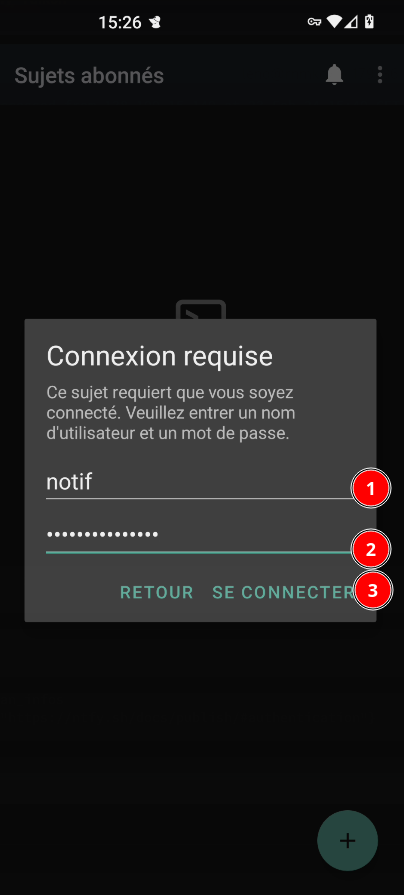 15:26
Sujets abonnés
Connexion requise
Ce sujet requiert que vous soyez
connecté. Veuillez entrer un nom
d'utilisateur et un mot de passe.
notif
1
•••••••••••••••
2
RETOUR SE CONNECTER
3
+